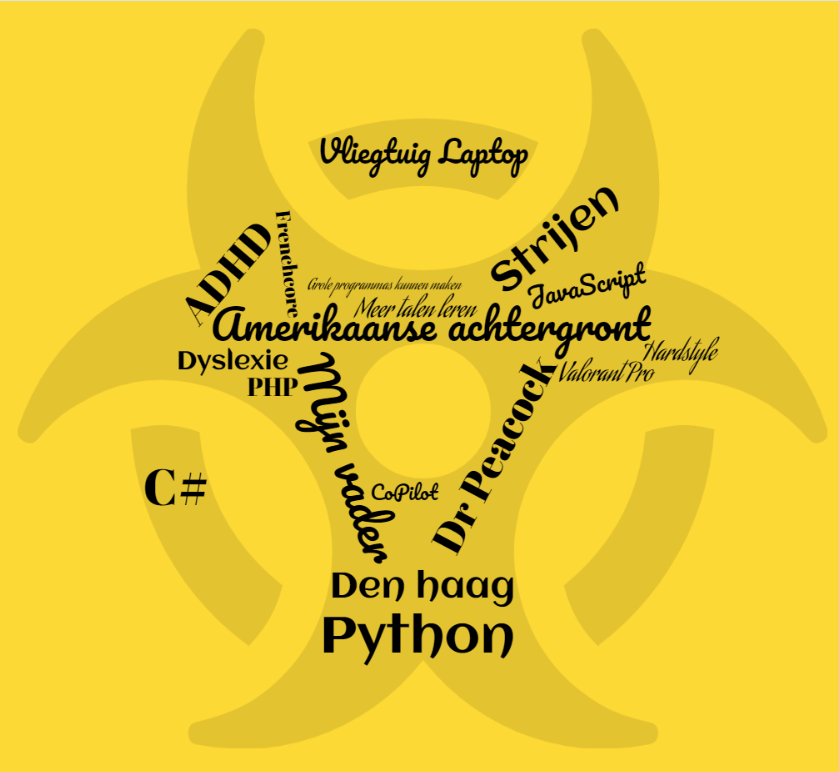 Vliegtuig Laptop
Strijen
ADHD
Frenchcore
JavaScript
Grote programmas kunnen maken
Meer talen leren
Amerikaanse achtergront
Hardstyle
Dyslexie
Valorant Pro
PHP
Mijn vader
Dr Peacock
C#
CoPilot
Den haag
Python